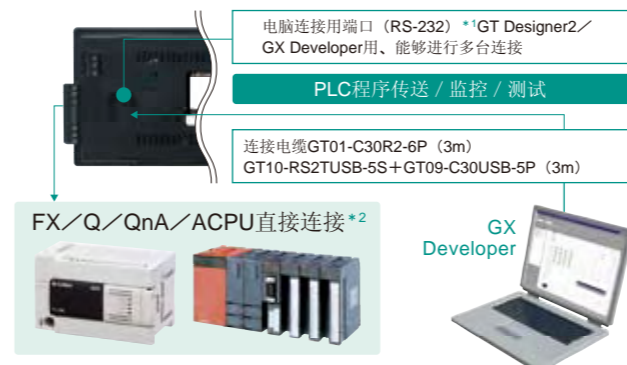 电脑连接用端口（RS-232）*1GT Designer2／
GX Developer用、能够进行多台连接
PLC程序传送 / 监控 / 测试
连接电缆GT01-C30R2-6P（3m）
GT10-RS2TUSB-5S＋GT09-C30USB-5P（3m）
FX／Q／QnA／ACPU直接连接*2
GX
Developer